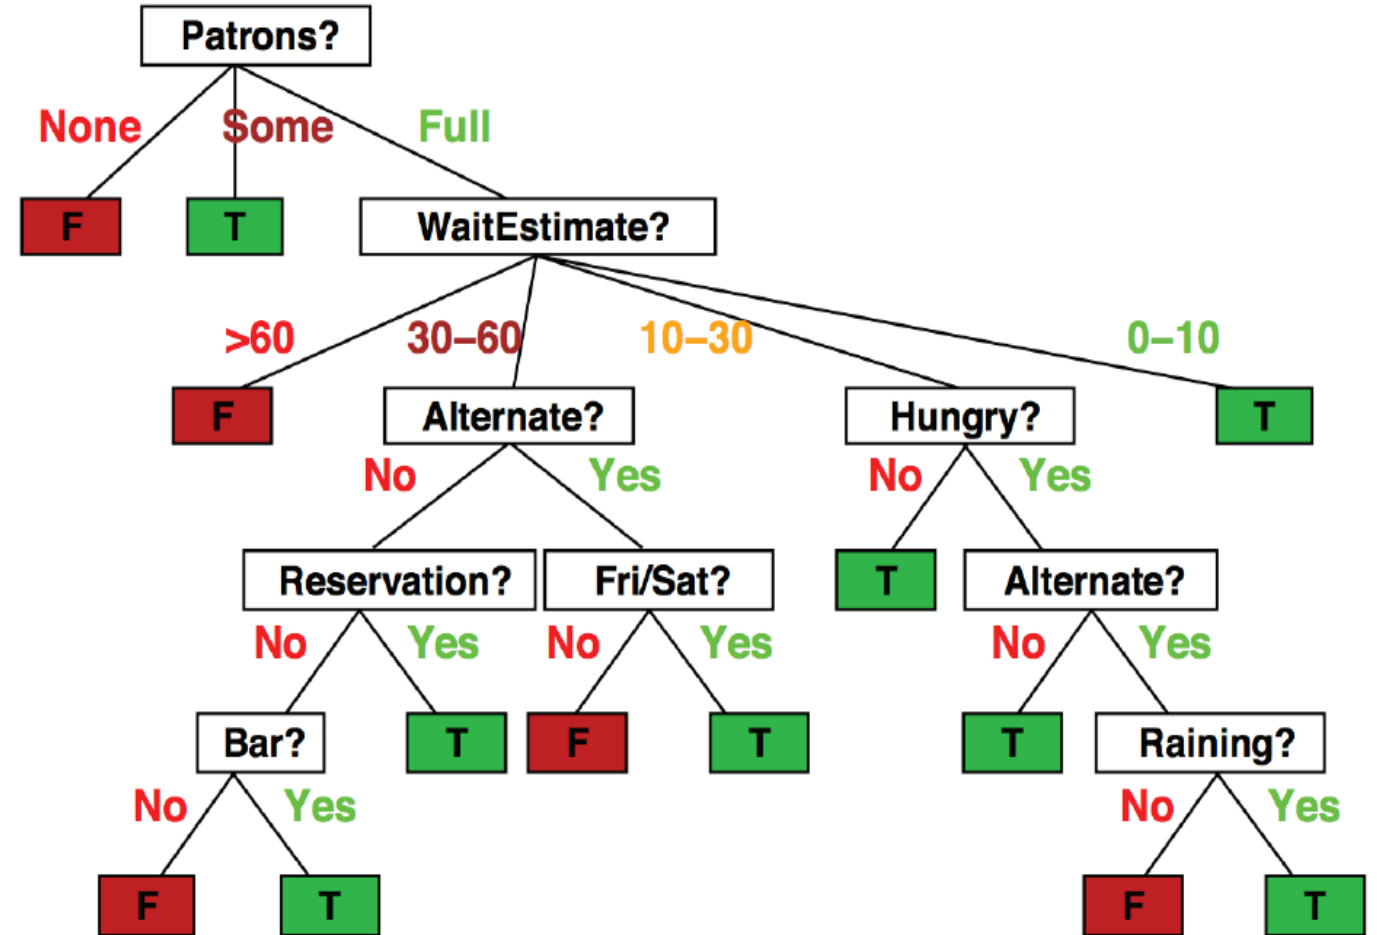 Patrons?
None Some Full
F T WaitEstimate?
>60 30–60 10–30 0–10
F Alternate? Hungry? T
No Yes No Yes
Reservation? Fri/Sat? T Alternate?
No Yes No Yes No Yes
Bar? T F T T Raining?
No Yes No Yes
F T F T